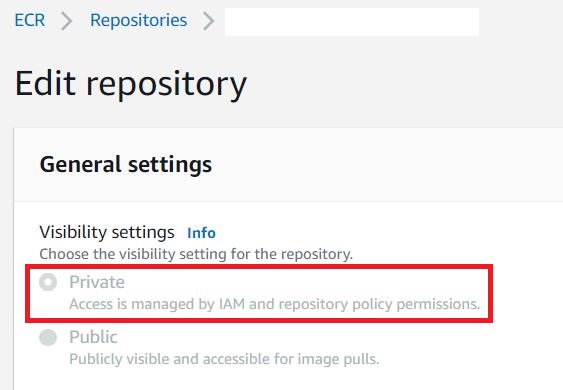 ECR > Repositories >
Edit repository
General settings
Visibility settings Info
Choose the visibility setting for the repository.
Private
Access is managed by IAM and repository policy permissions.
Public
Publicly visible and accessible for image pulls.